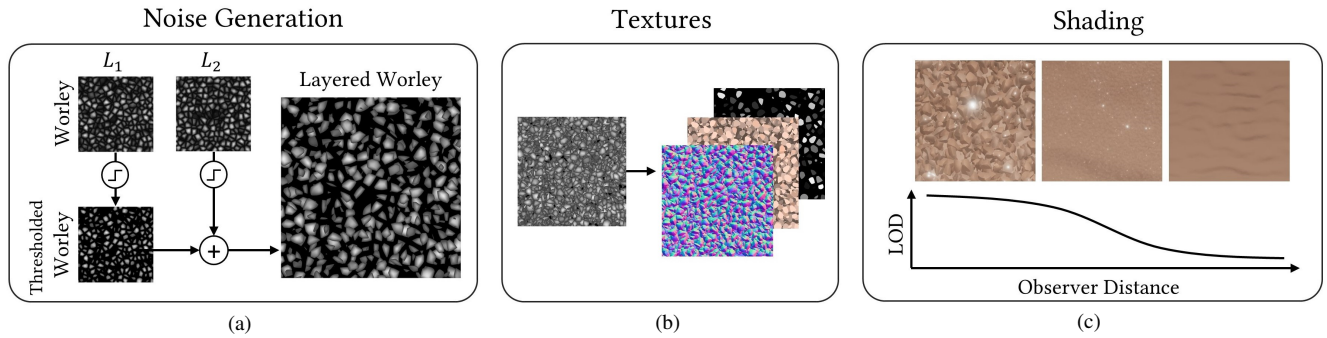 Noise Generation
Textures
Shading
L₁
L₂
Worley
Layered Worley
Thresholded
Worley
+
LOD
Observer Distance
(a)
(b)
(c)